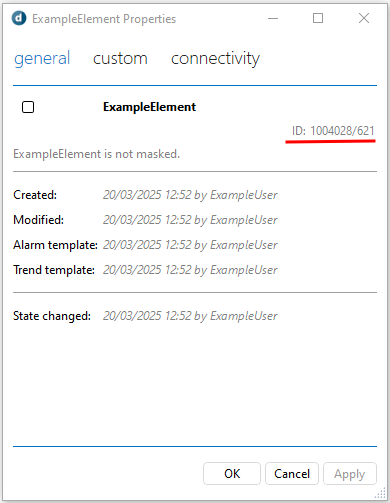 ExampleElement Properties
general custom connectivity
ExampleElement
ID: 1004028/621
ExampleElement is not masked.
Created: 20/03/2025 12:52 by ExampleUser
Modified: 20/03/2025 12:52 by ExampleUser
Alarm template: 20/03/2025 12:52 by ExampleUser
Trend template: 20/03/2025 12:52 by ExampleUser
State changed: 20/03/2025 12:52 by ExampleUser
OK Cancel Apply